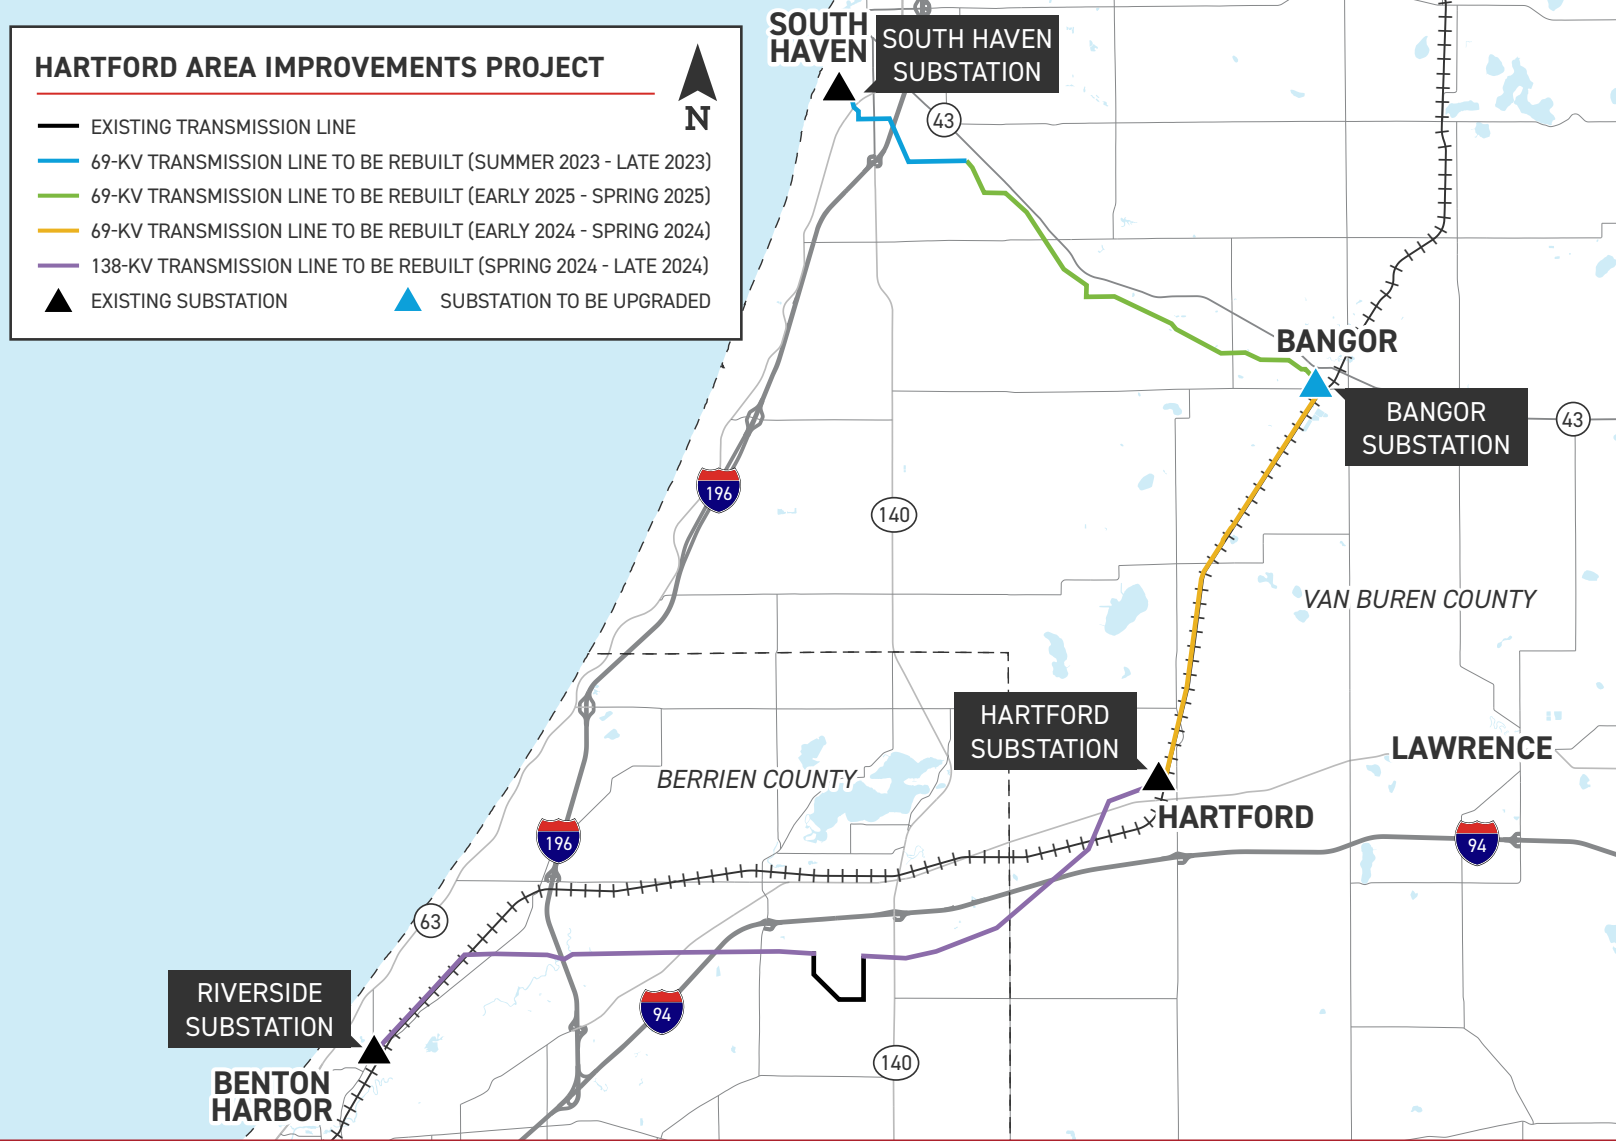 HARTFORD AREA IMPROVEMENTS PROJECT
N
EXISTING TRANSMISSION LINE
69-KV TRANSMISSION LINE TO BE REBUILT (SUMMER 2023 - LATE 2023)
69-KV TRANSMISSION LINE TO BE REBUILT (EARLY 2025 - SPRING 2025)
69-KV TRANSMISSION LINE TO BE REBUILT (EARLY 2024 - SPRING 2024)
138-KV TRANSMISSION LINE TO BE REBUILT (SPRING 2024 - LATE 2024)
EXISTING SUBSTATION
SUBSTATION TO BE UPGRADED
SOUTH
HAVEN
SOUTH HAVEN
SUBSTATION
43
BANGOR
BANGOR
SUBSTATION
43
196
140
VAN BUREN COUNTY
HARTFORD
SUBSTATION
LAWRENCE
BERRIEN COUNTY
HARTFORD
196
94
63
RIVERSIDE
SUBSTATION
94
140
BENTON
HARBOR